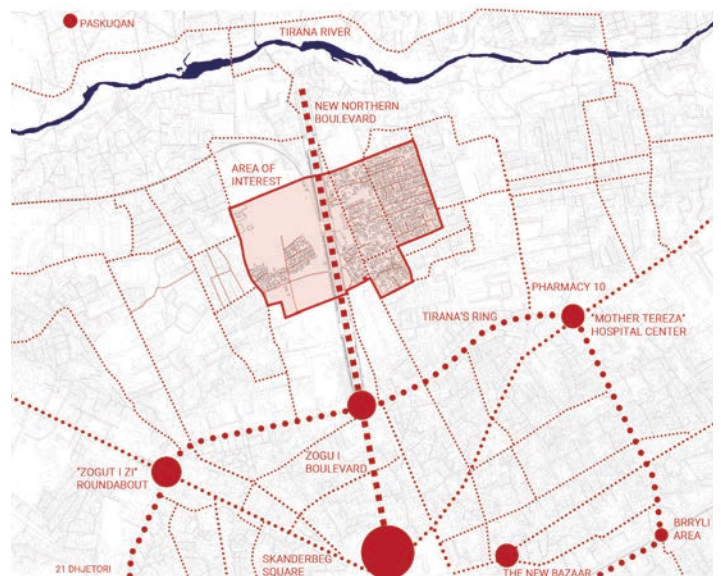 PASKUQAN
TIRANA RIVER
NEW NORTHERN
BOULEVARD
AREA OF
INTEREST
PHARMACY 10
TIRANA'S RING
"MOTHER TEREZA"
HOSPITAL CENTER
ZOGU I
BOULEVARD
"ZOGUT I ZI"
ROUNDABOUT
BRRYLI
AREA
21 DHJETORI
SKANDERBEG
SQUARE
THE NEW BAZAAR